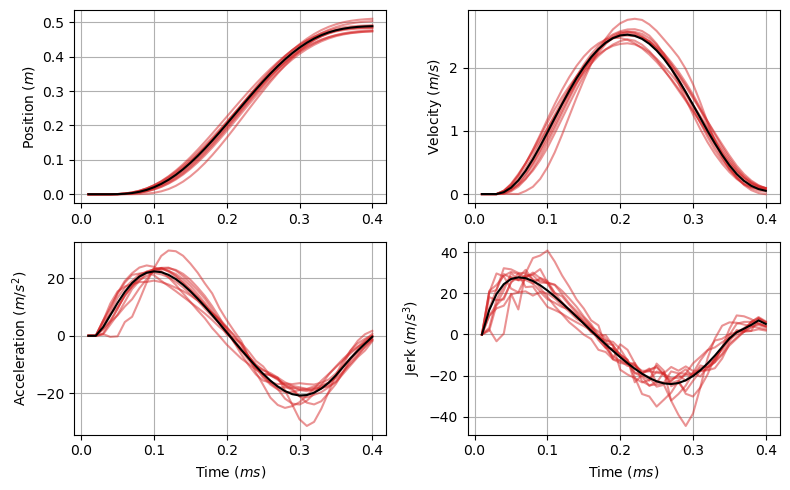 Position (m)
0.5
0.4
0.3
0.2
0.1
0.0
0.0 0.1 0.2 0.3 0.4
Velocity (m/s)
2
1
0
0.0 0.1 0.2 0.3 0.4
Acceleration (m/s²)
20
0
−20
0.0 0.1 0.2 0.3 0.4
Time (ms)
Jerk (m/s³)
40
20
0
−20
−40
0.0 0.1 0.2 0.3 0.4
Time (ms)